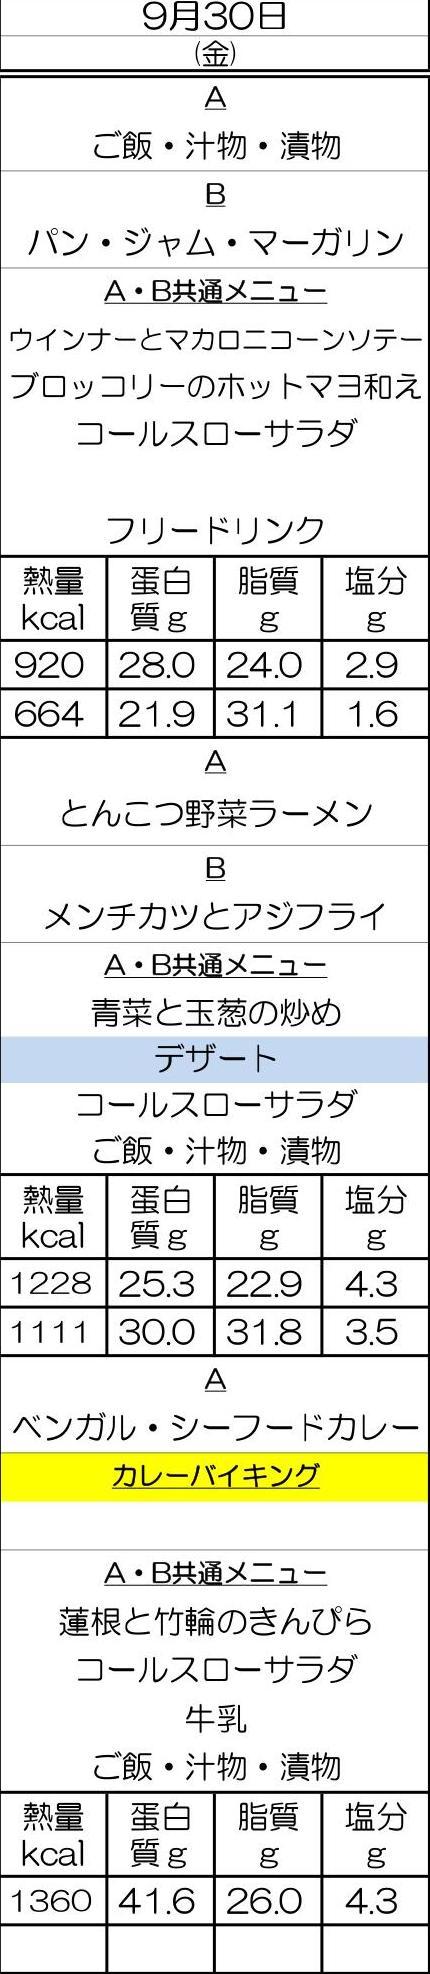 9月30日
(金)
A
ご飯・汁物・漬物
B
パン・ジャム・マーガリン
A・B共通メニュー
ウインナーとマカロニコーンソテー
ブロッコリーのホットマヨ和え
コールスローサラダ
フリードリンク
熱量 蛋白 脂質 塩分
kcal 質g g g
920 28.0 24.0 2.9
664 21.9 31.1 1.6
A
とんこつ野菜ラーメン
B
メンチカツとアジフライ
A・B共通メニュー
青菜と玉葱の炒め
デザート
コールスローサラダ
ご飯・汁物・漬物
熱量 蛋白 脂質 塩分
kcal 質g g g
1228 25.3 22.9 4.3
1111 30.0 31.8 3.5
A
ベンガル・シーフードカレー
カレーバイキング
A・B共通メニュー
蓮根と竹輪のきんぴら
コールスローサラダ
牛乳
ご飯・汁物・漬物
熱量 蛋白 脂質 塩分
kcal 質g g g
1360 41.6 26.0 4.3